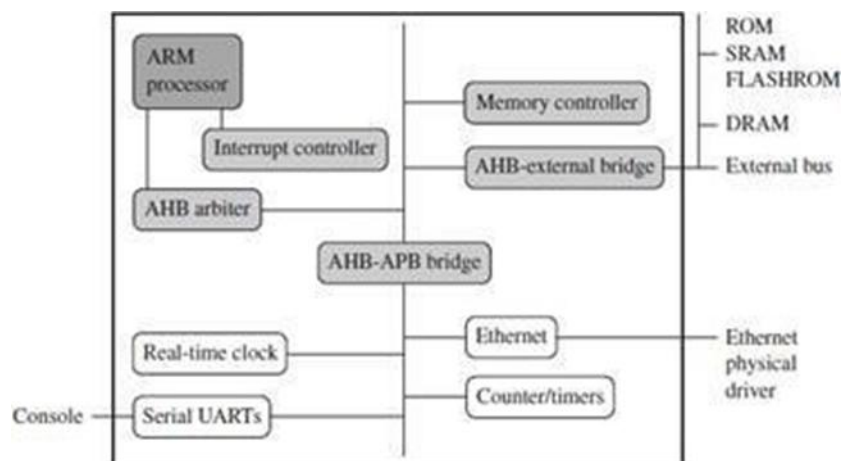 ARM
processor
Interrupt controller
AHB arbiter
Memory controller
AHB-external bridge
ROM
SRAM
FLASHROM
DRAM
External bus
AHB-APB bridge
Real-time clock
Ethernet
Ethernet
physical
driver
Console
Serial UARTs
Counter/timers